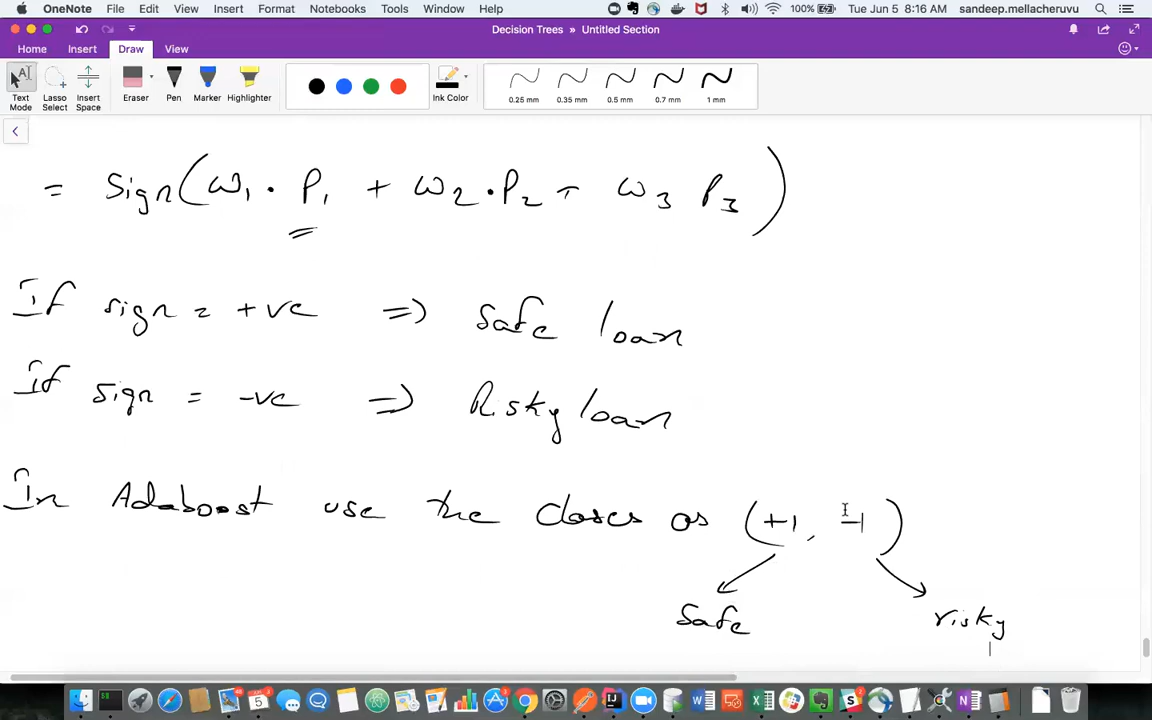 OneNote File Edit View Insert Format Notebooks Tools Window Help 100% Tue Jun 5 8:16 AM sandeep.mellacheruvu
Decision Trees » Untitled Section
Home Insert Draw View
Text Mode
Lasso Select
Insert Space
Eraser Pen Marker Highlighter
Ink Color
0.25 mm 0.35 mm 0.5 mm 0.7 mm 1 mm
= Sign(ω1 · P1 + ω2 · P2 + ω3 P3)
If sign = +ve => Safe loan
If sign = -ve => Risky loan
In Adaboost use the classes as (+1, -1)
Safe risky